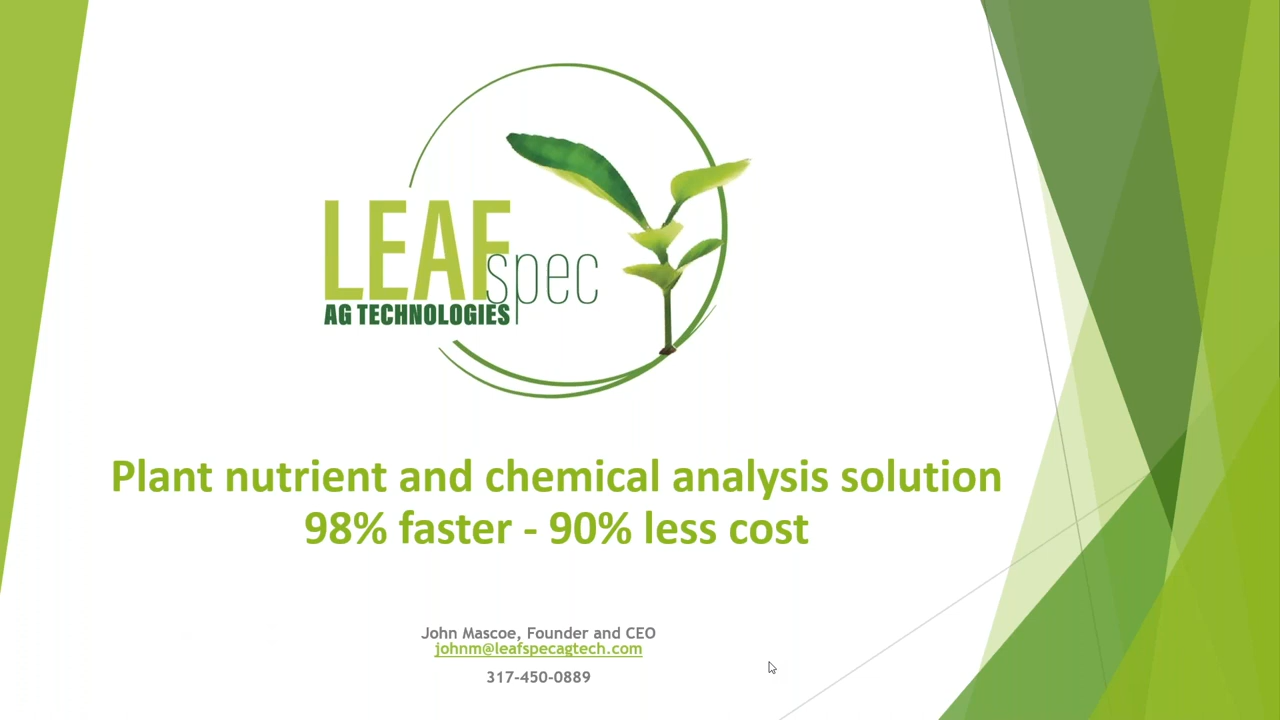 LEAF
spec
AG TECHNOLOGIES
Plant nutrient and chemical analysis solution
98% faster - 90% less cost
John Mascoe, Founder and CEO
johnm@leafspecagtech.com
317-450-0889